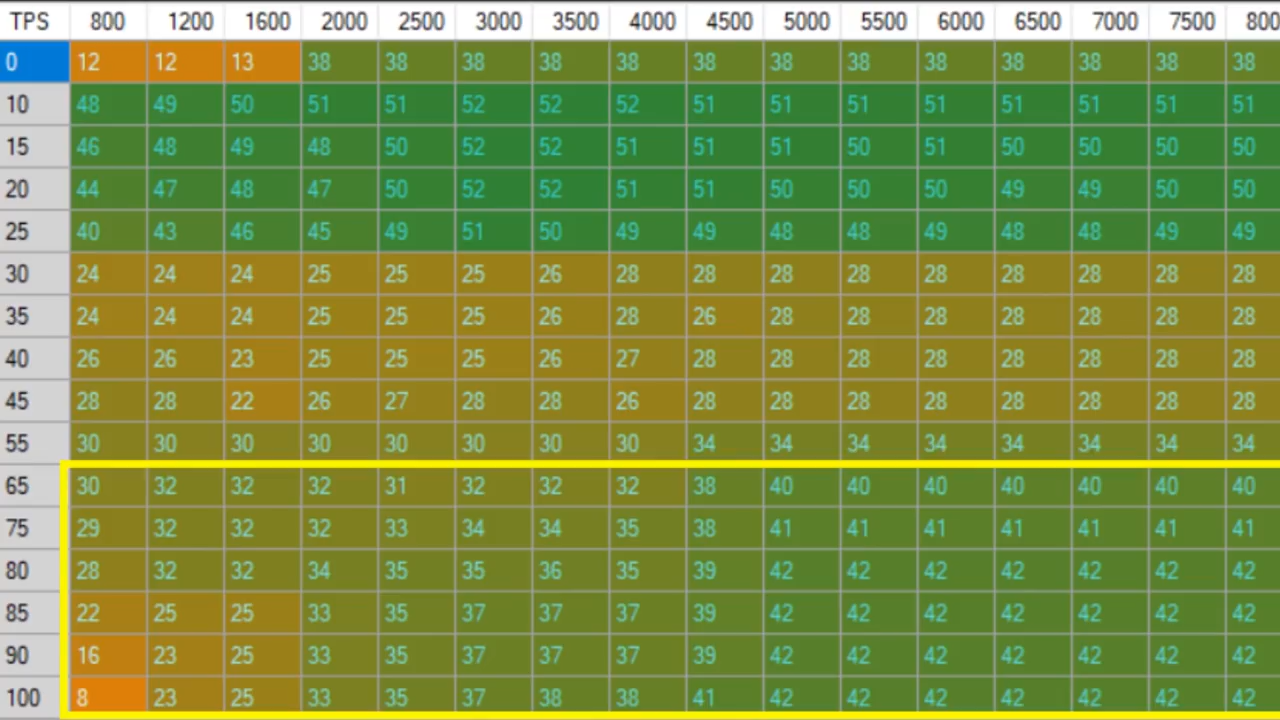 TPS 800 1200 1600 2000 2500 3000 3500 4000 4500 5000 5500 6000 6500 7000 7500 800
0 12 12 13 38 38 38 38 38 38 38 38 38 38 38 38 38
10 48 49 50 51 51 52 52 52 51 51 51 51 51 51 51 51
15 46 48 49 48 50 52 52 51 51 51 50 51 50 50 50 50
20 44 47 48 47 50 52 52 51 51 50 50 50 49 49 50 50
25 40 43 46 45 49 51 50 49 49 48 48 49 48 48 49 49
30 24 24 24 25 25 25 26 28 28 28 28 28 28 28 28 28
35 24 24 24 25 25 25 26 28 26 28 28 28 28 28 28 28
40 26 26 23 25 25 25 26 27 28 28 28 28 28 28 28 28
45 28 28 22 26 27 28 28 26 28 28 28 28 28 28 28 28
55 30 30 30 30 30 30 30 30 34 34 34 34 34 34 34 34
65 30 32 32 32 31 32 32 32 38 40 40 40 40 40 40 40
75 29 32 32 32 33 34 34 35 38 41 41 41 41 41 41 41
80 28 32 32 34 35 35 36 35 39 42 42 42 42 42 42 42
85 22 25 25 33 35 37 37 37 39 42 42 42 42 42 42 42
90 16 23 25 33 35 37 37 37 39 42 42 42 42 42 42 42
100 8 23 25 33 35 37 38 38 41 42 42 42 42 42 42 42